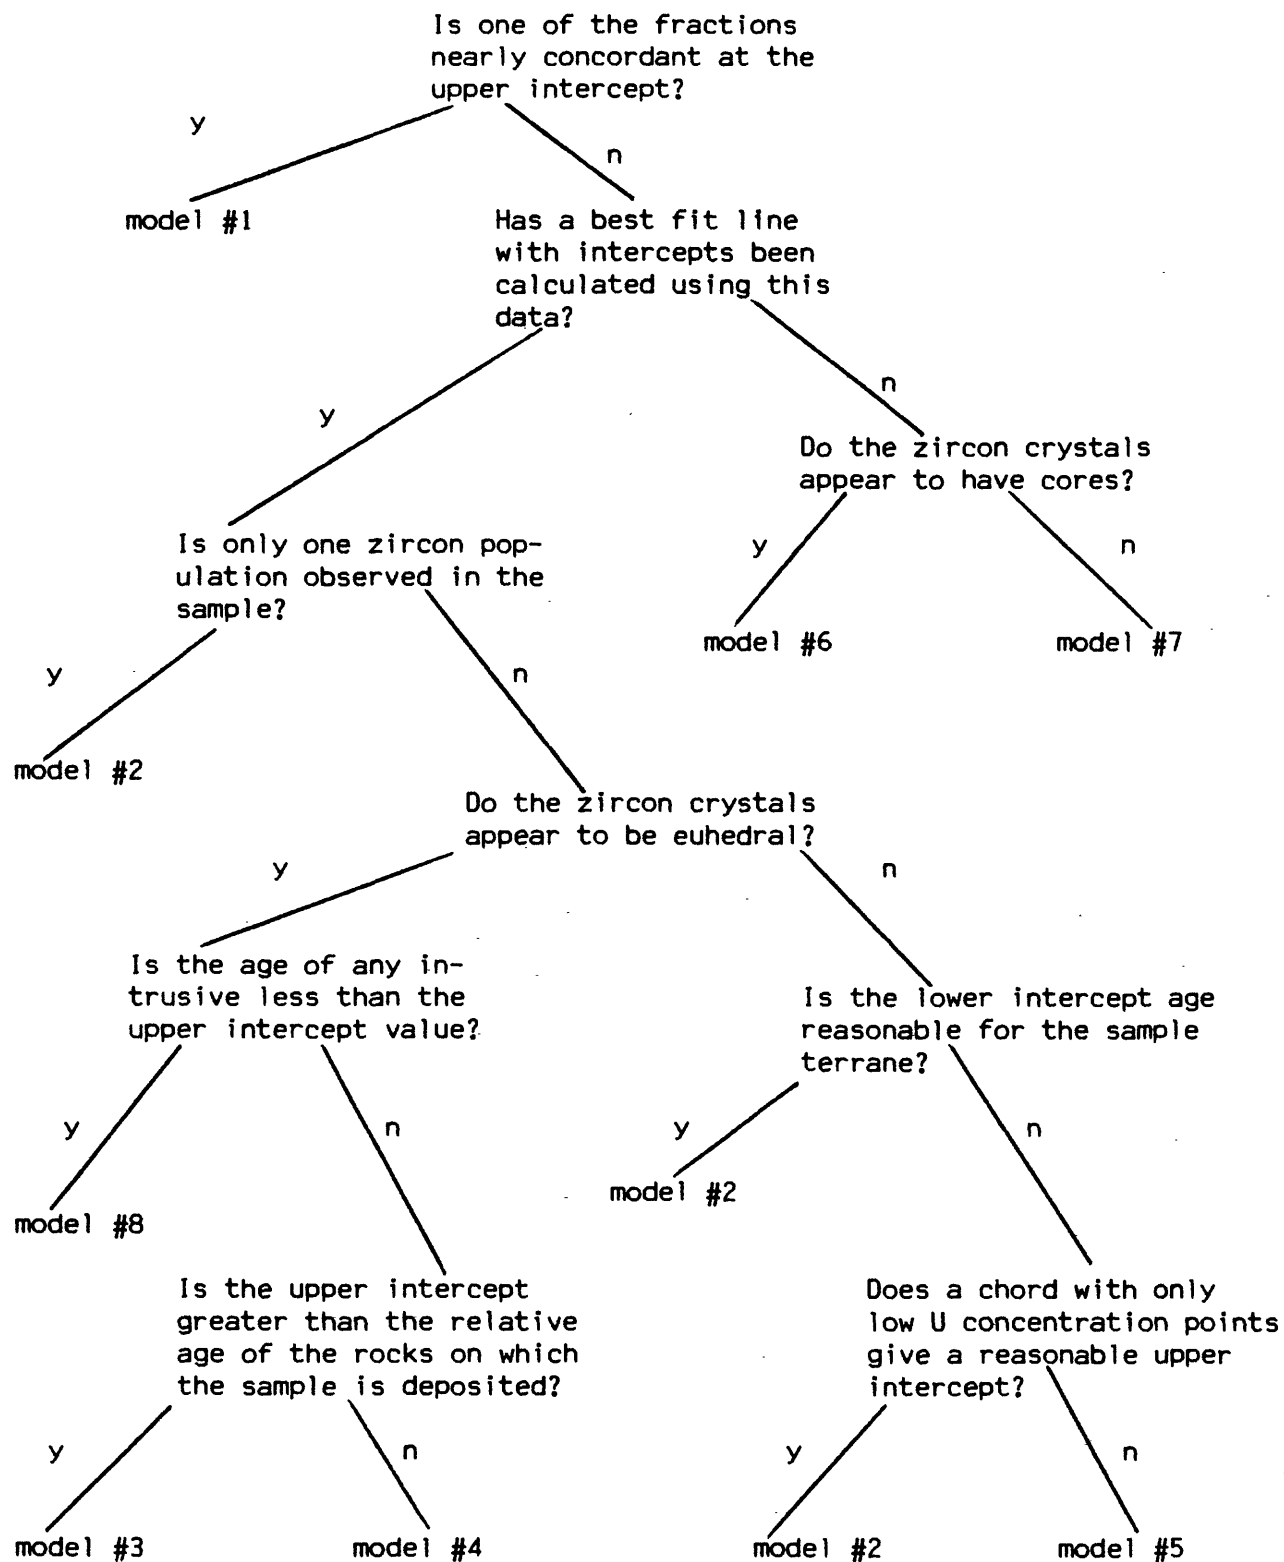 Is one of the fractions
nearly concordant at the
upper intercept?
y
n
model #1
Has a best fit line
with intercepts been
calculated using this
data?
y
n
Do the zircon crystals
appear to have cores?
Is only one zircon pop-
ulation observed in the
sample?
y
n
model #6
model #7
y
n
model #2
Do the zircon crystals
appear to be euhedral?
y
n
Is the age of any in-
trusive less than the
upper intercept value?
Is the lower intercept age
reasonable for the sample
terrane?
y
n
y
n
model #8
model #2
Is the upper intercept
greater than the relative
age of the rocks on which
the sample is deposited?
Does a chord with only
low U concentration points
give a reasonable upper
intercept?
y
n
y
n
model #3
model #4
model #2
model #5